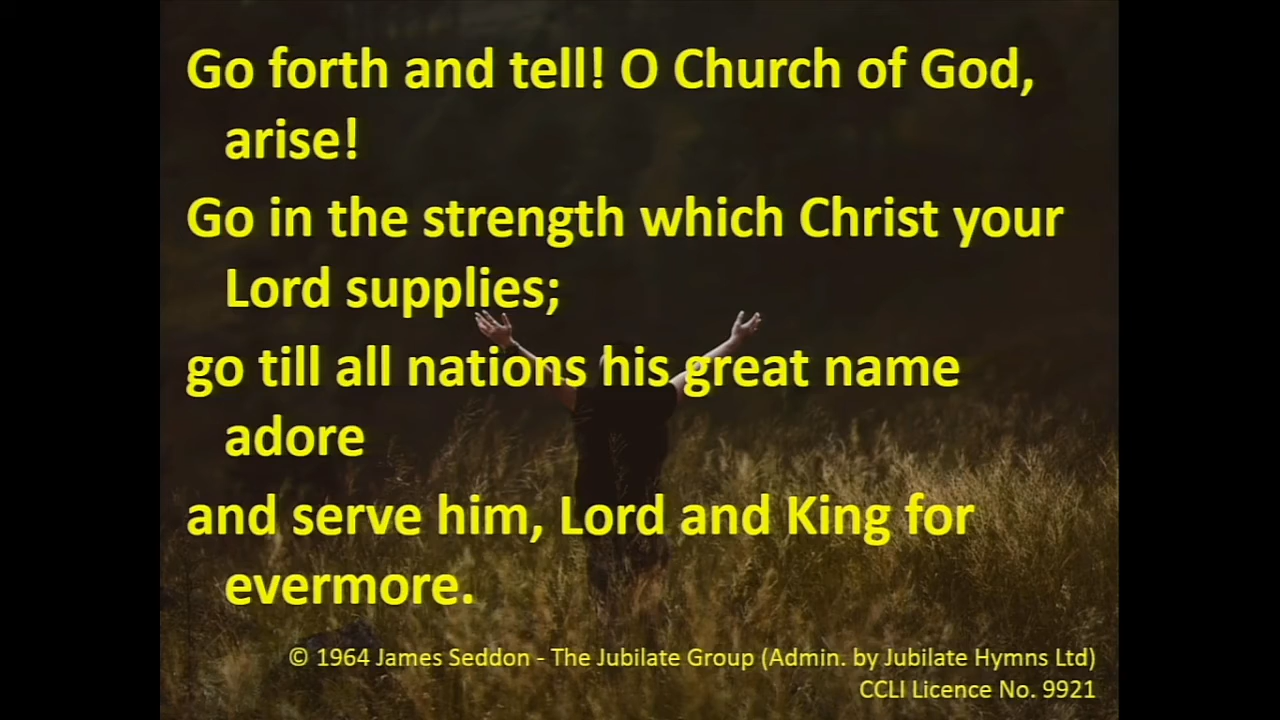 Go forth and tell! O Church of God,
arise!
Go in the strength which Christ your
Lord supplies;
go till all nations his great name
adore
and serve him, Lord and King for
evermore.
© 1964 James Seddon - The Jubilate Group (Admin. by Jubilate Hymns Ltd)
CCLI Licence No. 9921